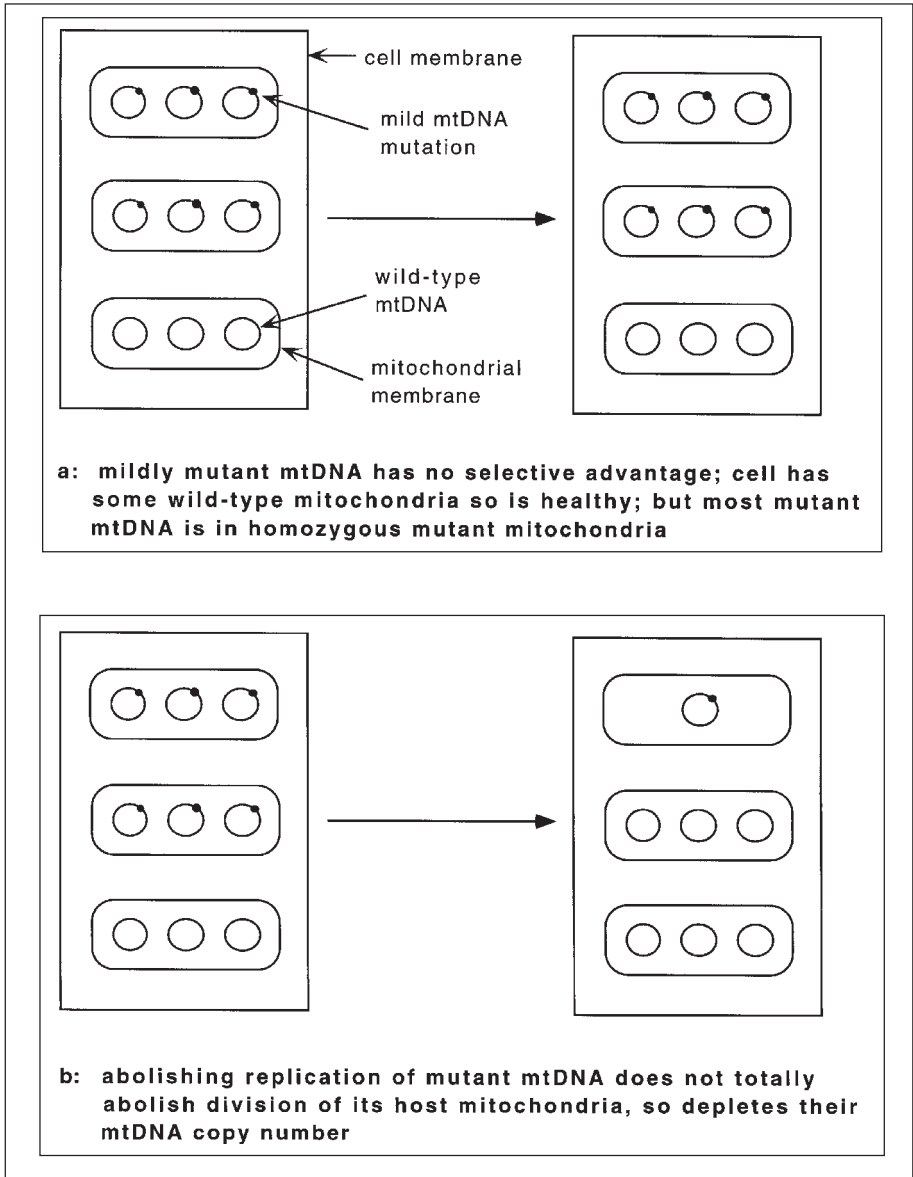 cell membrane
mild mtDNA
mutation
wild-type
mtDNA
mitochondrial
membrane
a: mildly mutant mtDNA has no selective advantage; cell has
some wild-type mitochondria so is healthy; but most mutant
mtDNA is in homozygous mutant mitochondria
b: abolishing replication of mutant mtDNA does not totally
abolish division of its host mitochondria, so depletes their
mtDNA copy number